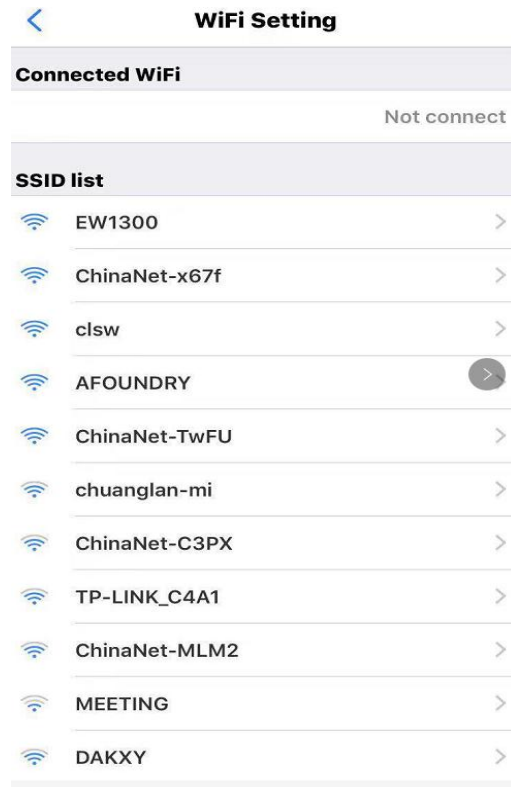 WiFi Setting
Connected WiFi
Not connect
SSID list
EW1300
ChinaNet-x67f
clsw
AFOUNDRY
ChinaNet-TwFU
chuanglan-mi
ChinaNet-C3PX
TP-LINK_C4A1
ChinaNet-MLM2
MEETING
DAKXY